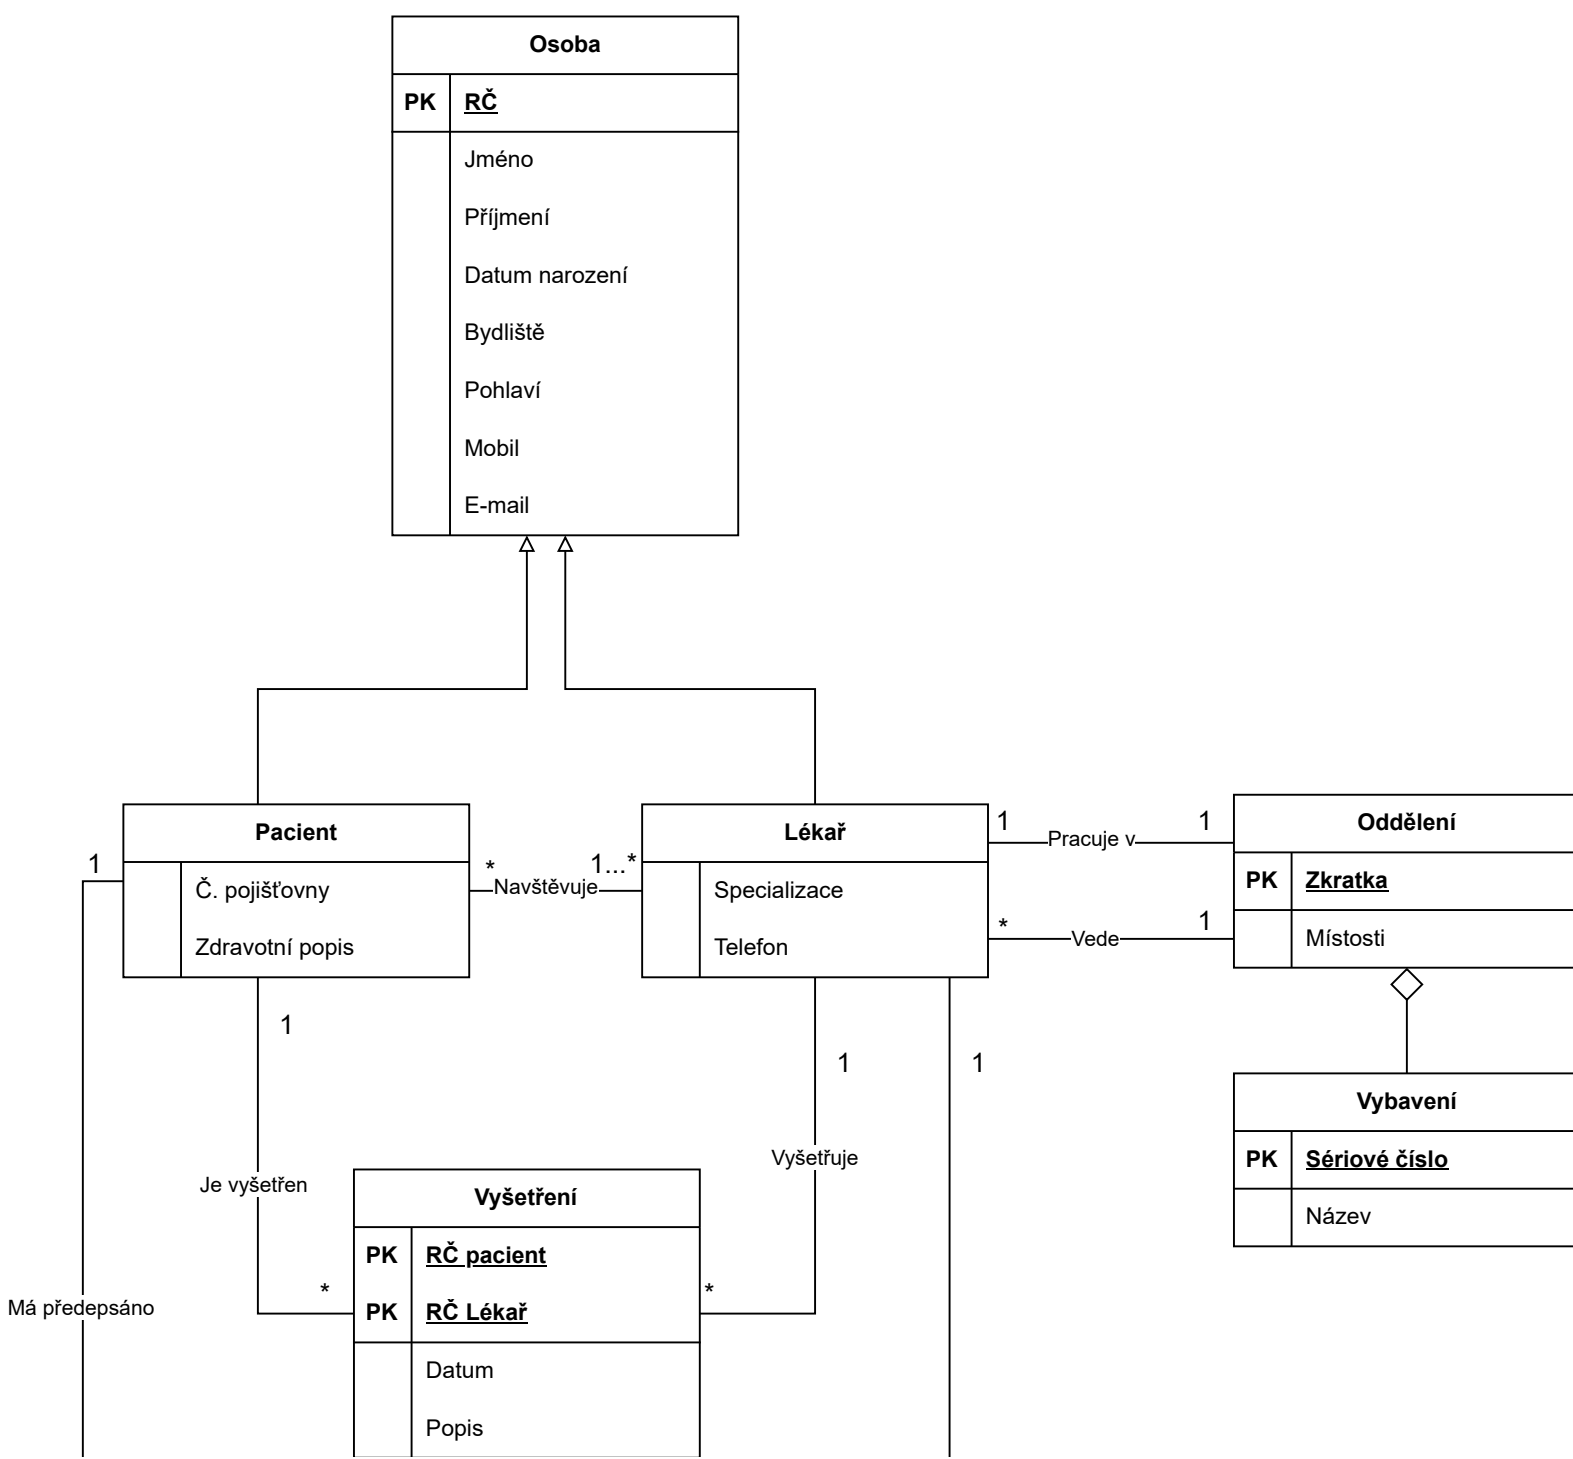 Osoba
PK RČ
Jméno
Příjmení
Datum narození
Bydliště
Pohlaví
Mobil
E-mail
Pacient
Č. pojišťovny
Zdravotní popis
1
* Navštěvuje 1...*
Lékař
Specializace
Telefon
1 Pracuje v 1
* Vede 1
Oddělení
PK Zkratka
Místosti
1
1
1
Vybavení
PK Sériové číslo
Název
Je vyšetřen
Vyšetřuje
Vyšetření
PK RČ pacient
PK RČ Lékař
Datum
Popis
*
*
Má předepsáno